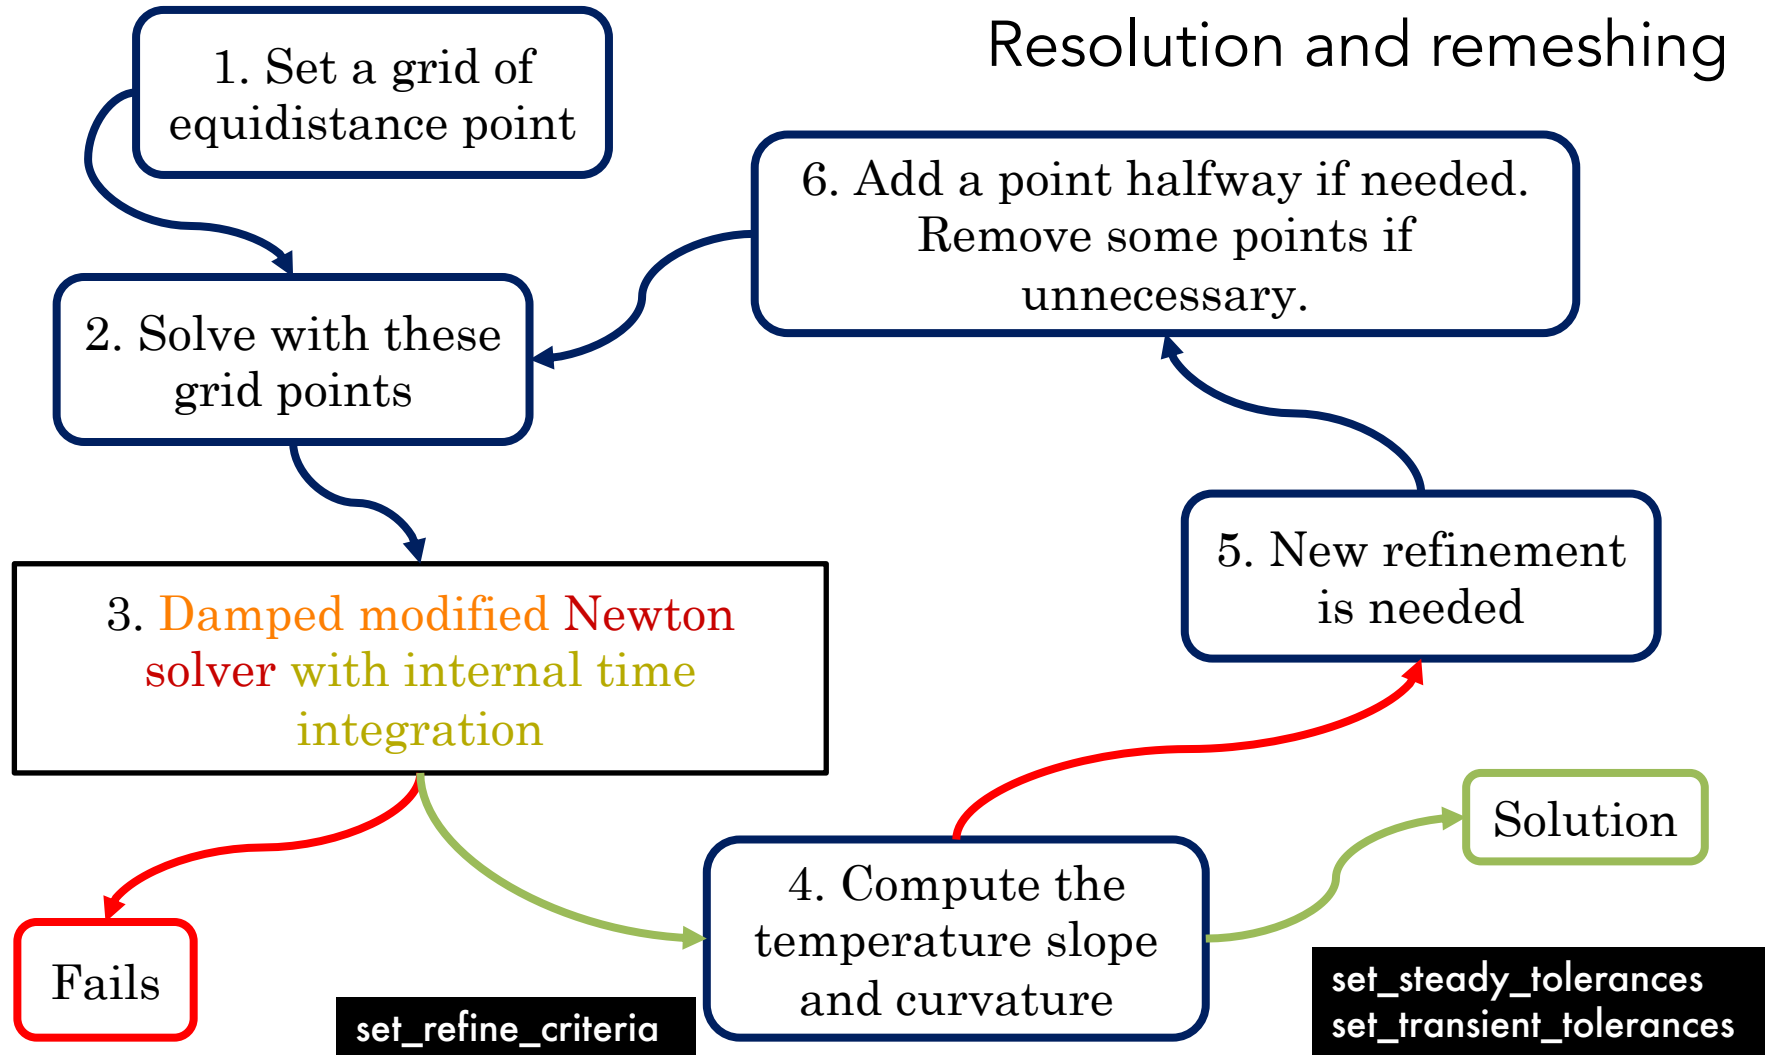 Resolution and remeshing
1. Set a grid of
equidistance point
6. Add a point halfway if needed.
Remove some points if
unnecessary.
2. Solve with these
grid points
5. New refinement
is needed
3. Damped modified Newton
solver with internal time
integration
Solution
4. Compute the
temperature slope
and curvature
Fails
set_refine_criteria
set_steady_tolerances
set_transient_tolerances